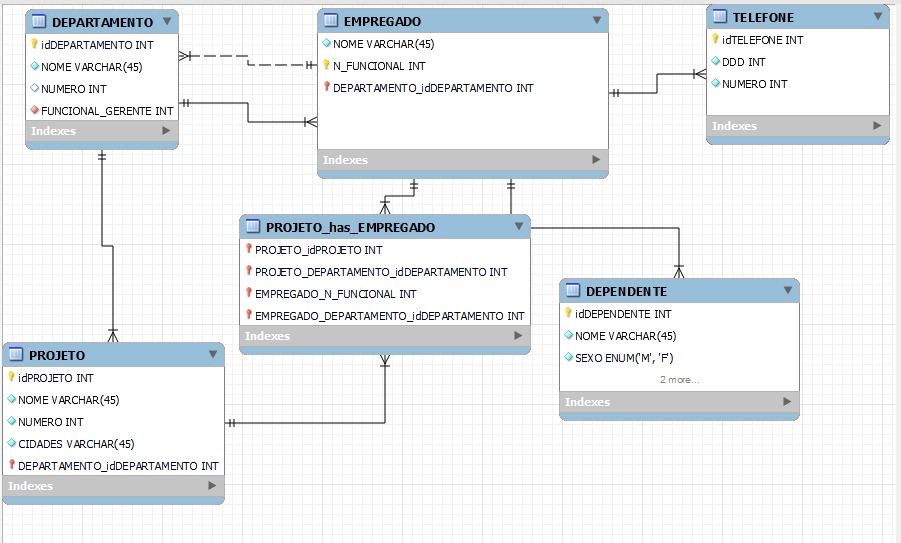 DEPARTAMENTO
idDEPARTAMENTO INT
NOME VARCHAR(45)
NUMERO INT
FUNCIONAL_GERENTE INT
Indexes
EMPREGADO
NOME VARCHAR(45)
N_FUNCIONAL INT
DEPARTAMENTO_idDEPARTAMENTO INT
Indexes
TELEFONE
idTELEFONE INT
DDD INT
NUMERO INT
Indexes
PROJETO_has_EMPREGADO
PROJETO_idPROJETO INT
PROJETO_DEPARTAMENTO_idDEPARTAMENTO INT
EMPREGADO_N_FUNCIONAL INT
EMPREGADO_DEPARTAMENTO_idDEPARTAMENTO INT
Indexes
DEPENDENTE
idDEPENDENTE INT
NOME VARCHAR(45)
SEXO ENUM('M', 'F')
2 more...
Indexes
PROJETO
idPROJETO INT
NOME VARCHAR(45)
NUMERO INT
CIDADES VARCHAR(45)
DEPARTAMENTO_idDEPARTAMENTO INT
Indexes